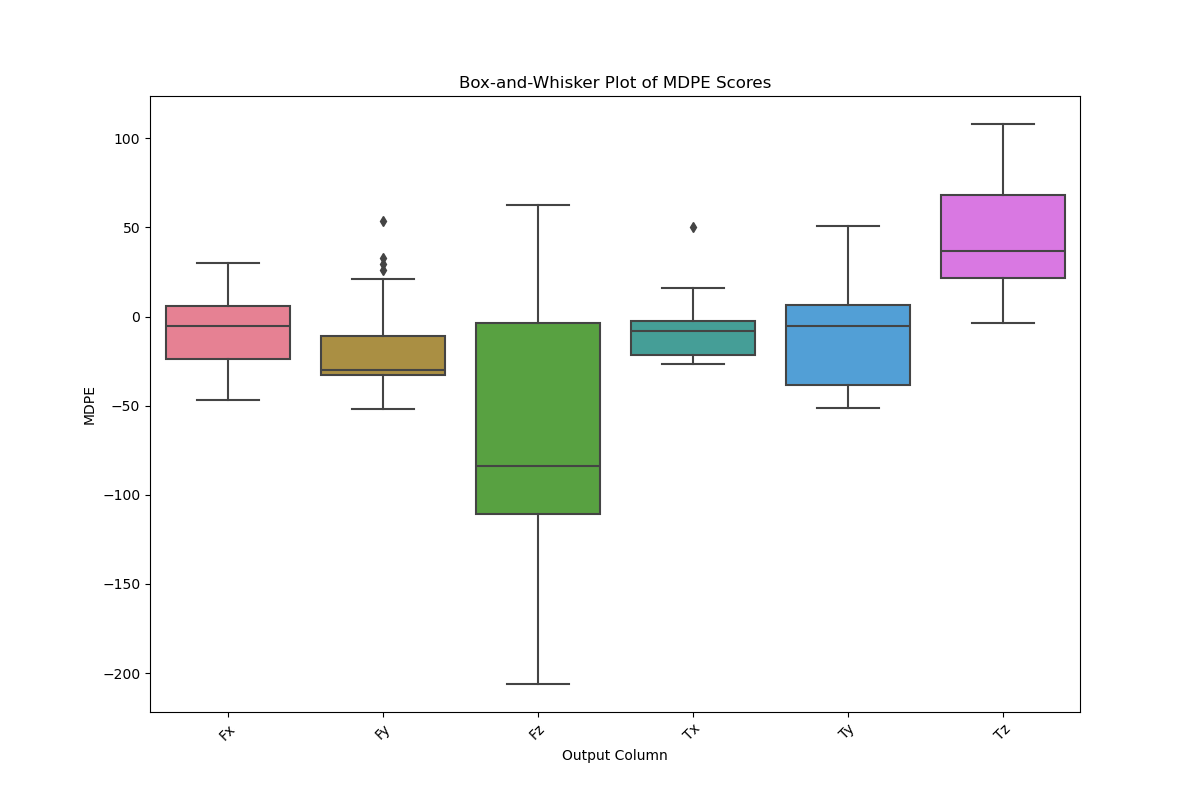 Box-and-Whisker Plot of MDPE Scores
100
50
0
−50
−100
−150
−200
MDPE
Fx
Fy
Fz
Tx
Ty
Tz
Output Column